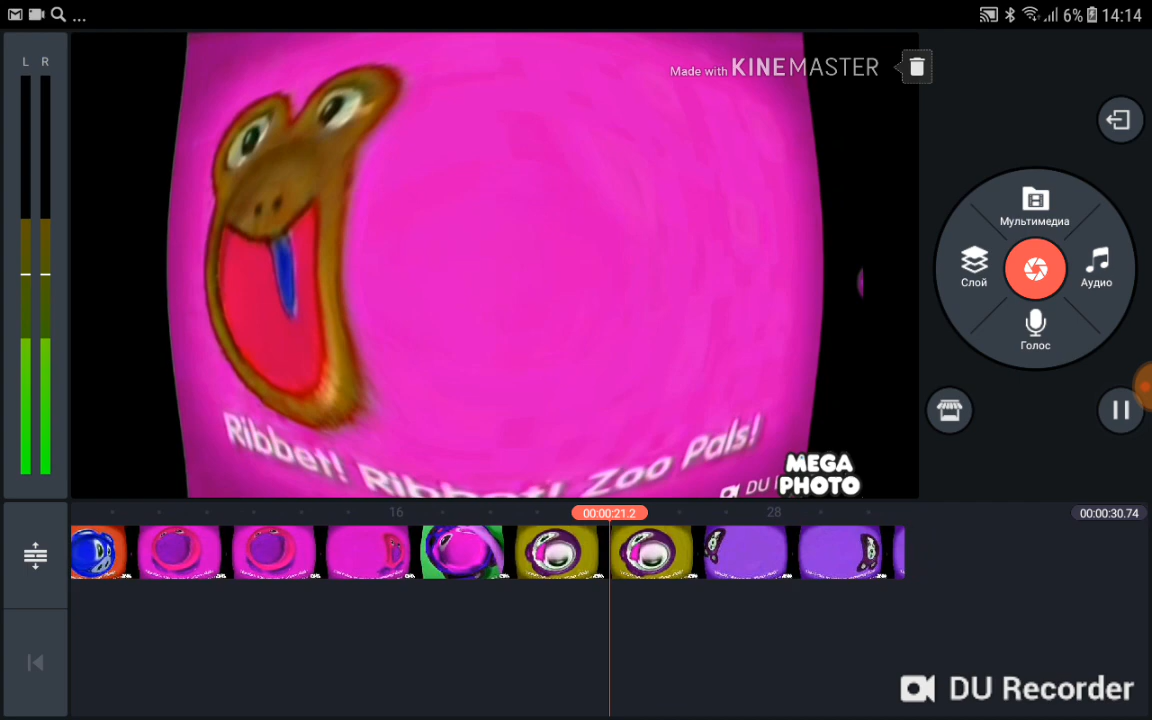 ... 6% 14:14
L R
Made with KINEMASTER
Мультимедиа
Слой
Аудио
Голос
Ribbet! Ribbet! Zoo Pals!
DU
MEGA
PHOTO
16
00:00:21.2
28
00:00:30.74
DU Recorder